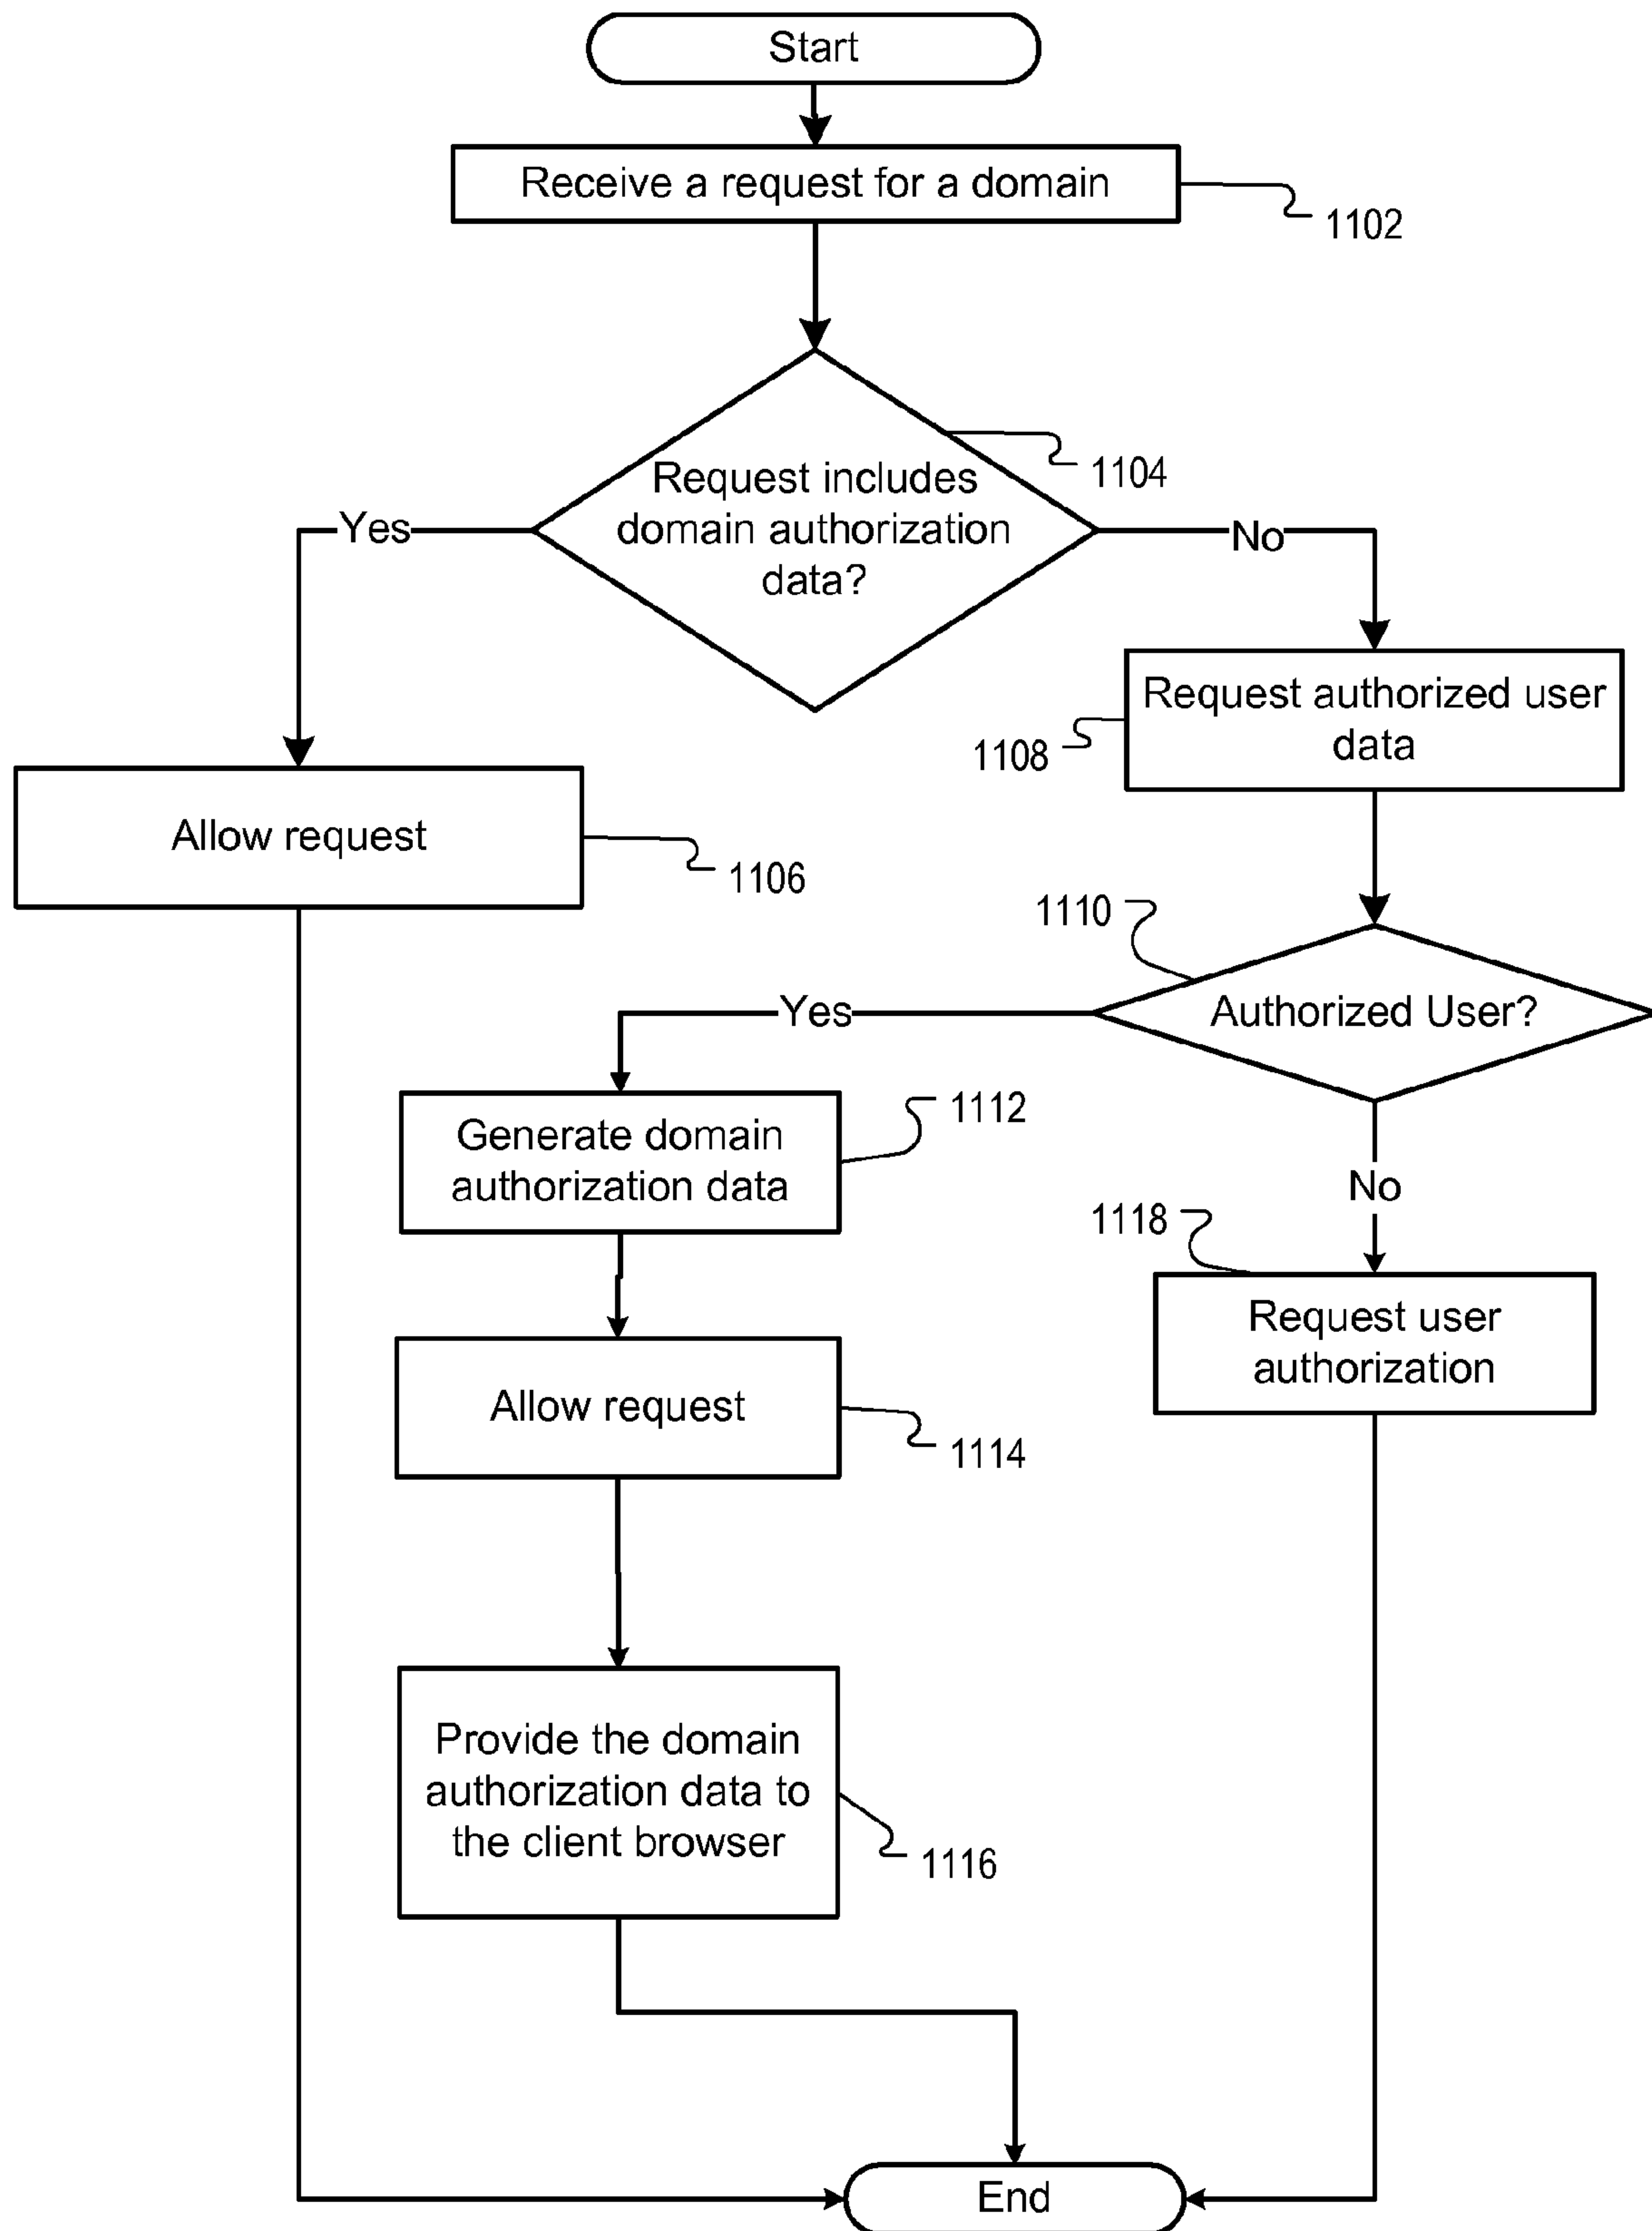 Start
Receive a request for a domain
1102
1104
Request includes
domain authorization
data?
Yes
No
Request authorized user
data
1108
Allow request
1106
1110
Authorized User?
Yes
Generate domain
authorization data
1112
No
1118
Request user
authorization
Allow request
1114
Provide the domain
authorization data to
the client browser
1116
End